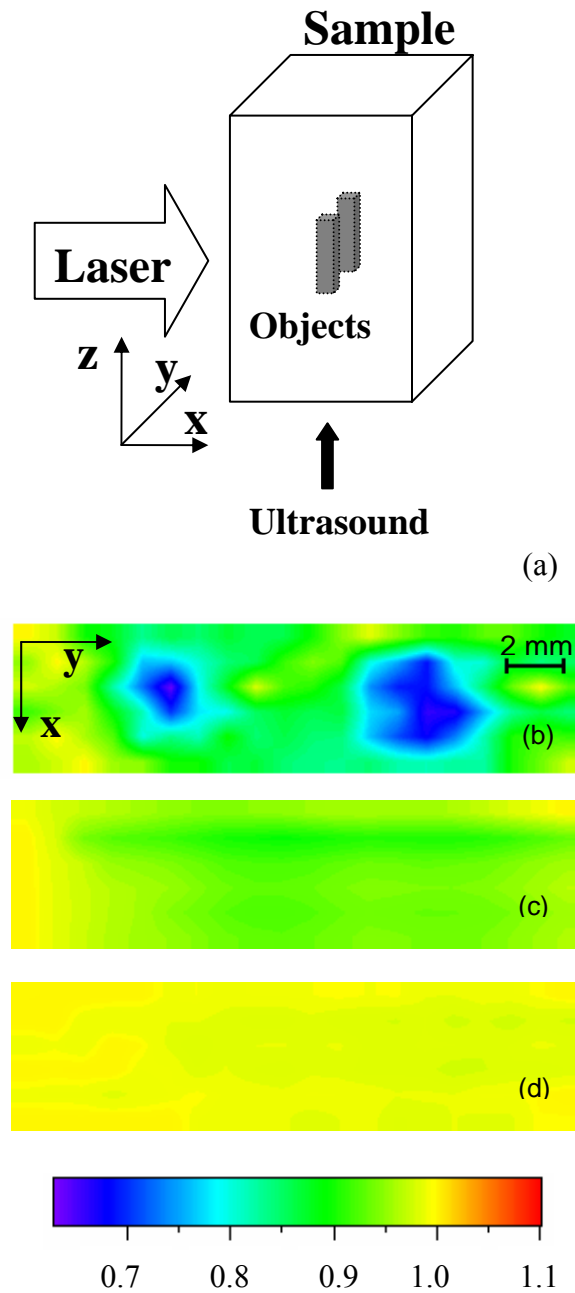 Sample
Laser
Objects
z
y
x
Ultrasound
(a)
y
2 mm
x
(b)
(c)
(d)
0.7 0.8 0.9 1.0 1.1